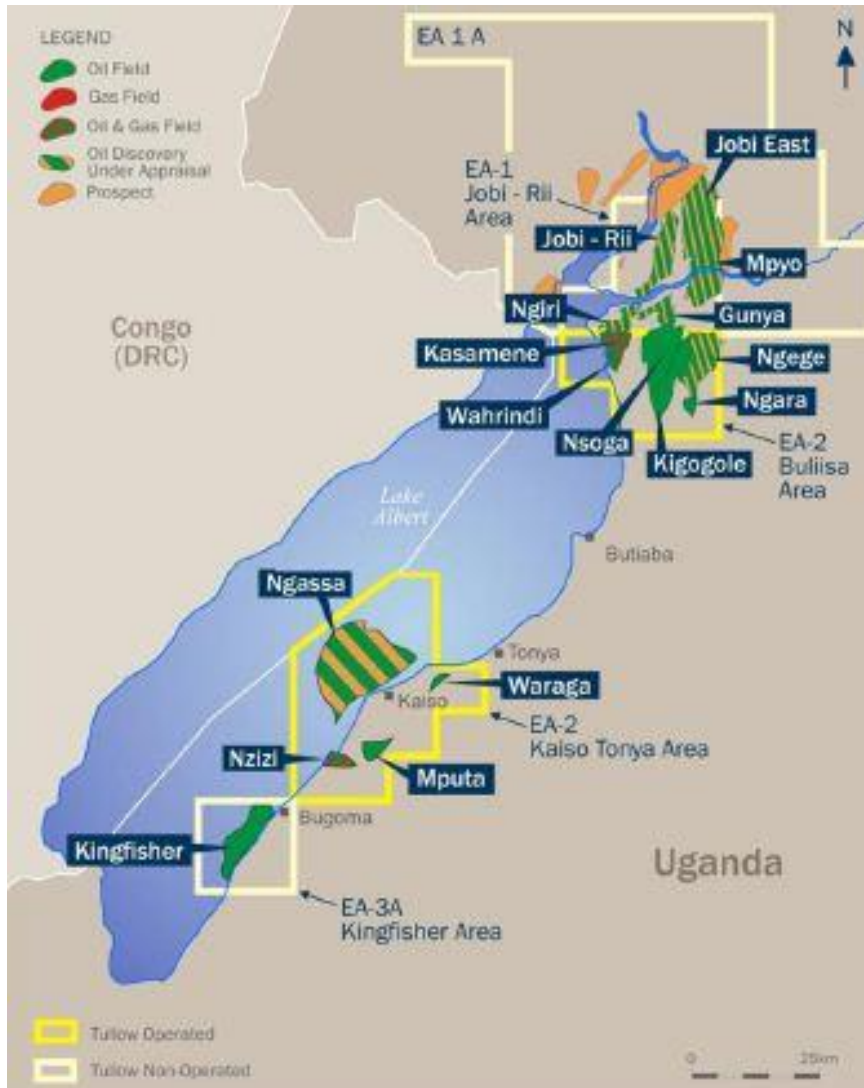 LEGEND
Oil Field
Gas Field
Oil & Gas Field
Oil Discovery
Under Appraisal
Prospect
EA 1 A
N
Jobi East
EA-1
Jobi - Rii
Area
Jobi - Rii
Mpyo
Ngiri
Gunya
Congo
(DRC)
Kasamene
Ngege
Wahrindi
Ngara
Nsoga
Kigogole
EA-2
Buliisa
Area
Lake
Albert
Butiaba
Ngassa
Tonya
Kaiso
Waraga
EA-2
Kaiso Tonya Area
Nzizi
Mputa
Bugoma
Kingfisher
Uganda
EA-3A
Kingfisher Area
Tullow Operated
Tullow Non-Operated
0 25km